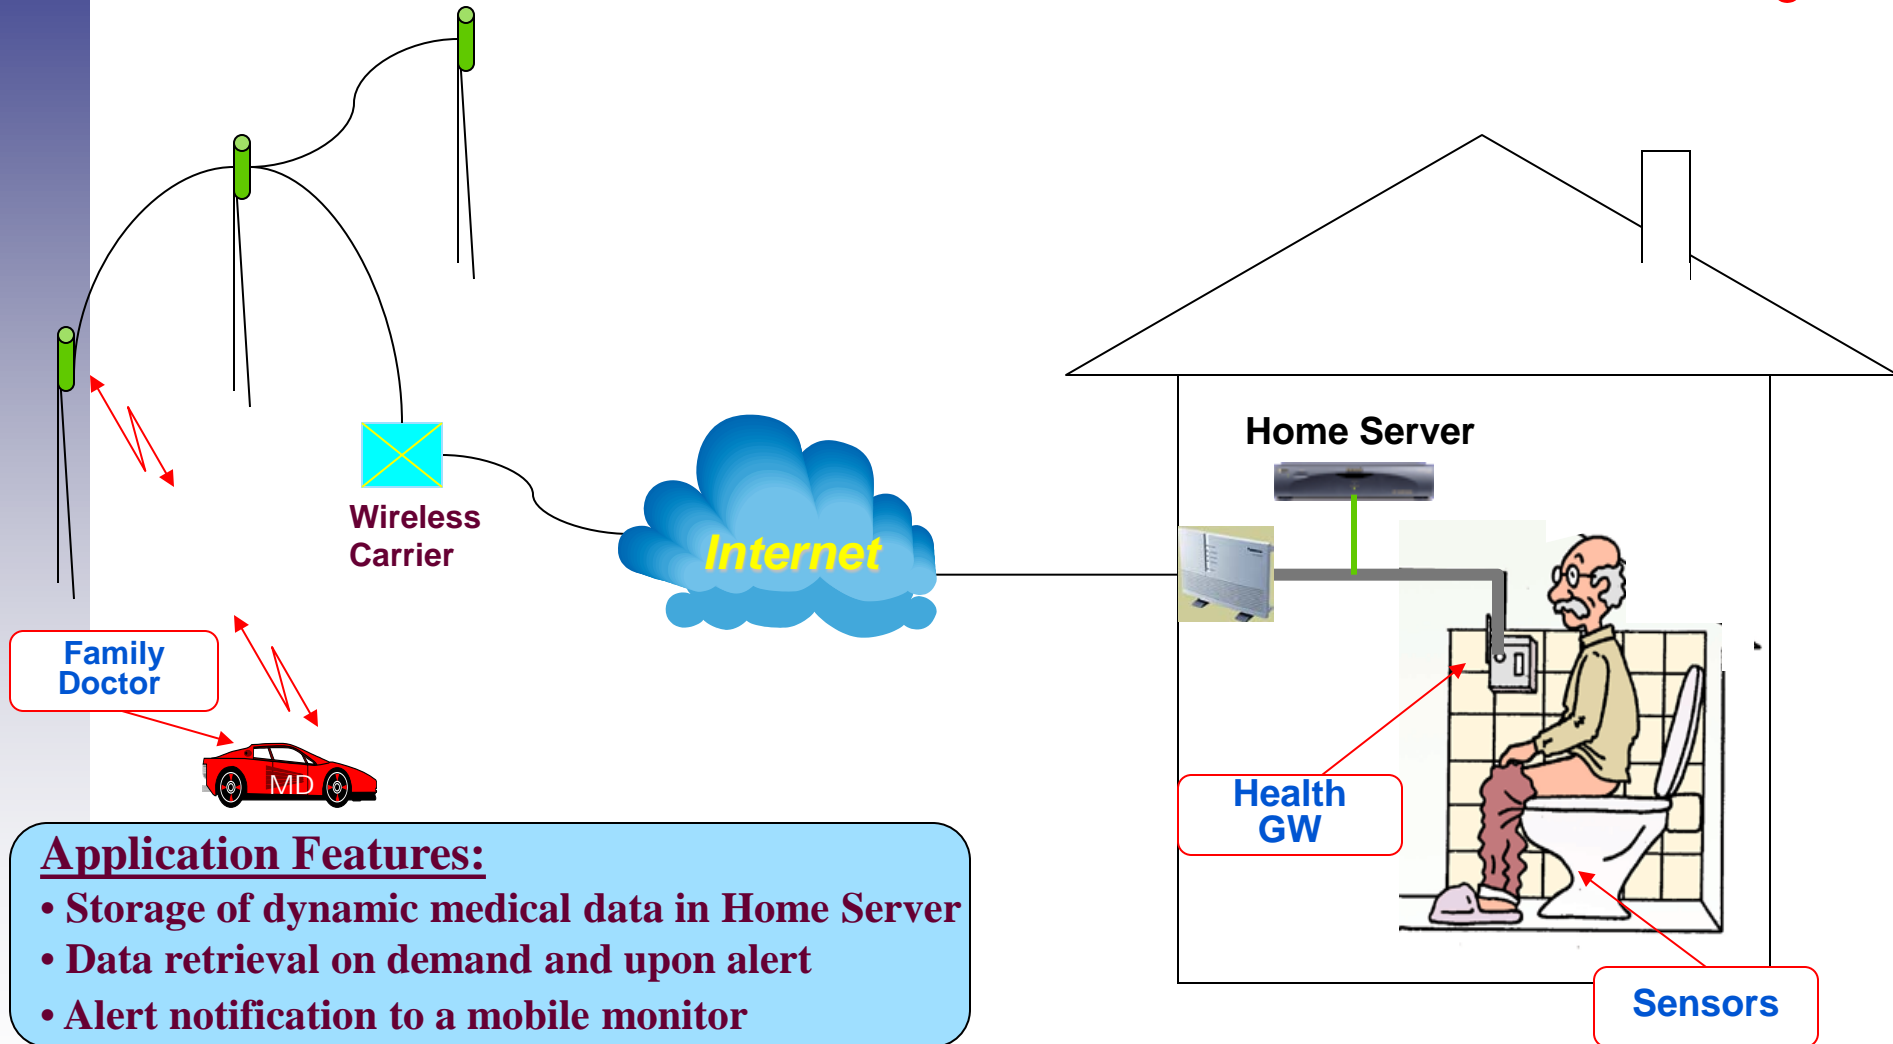 Home Server
Wireless
Carrier
Internet
Family
Doctor
MD
Health
GW
Sensors
Application Features:
• Storage of dynamic medical data in Home Server
• Data retrieval on demand and upon alert
• Alert notification to a mobile monitor